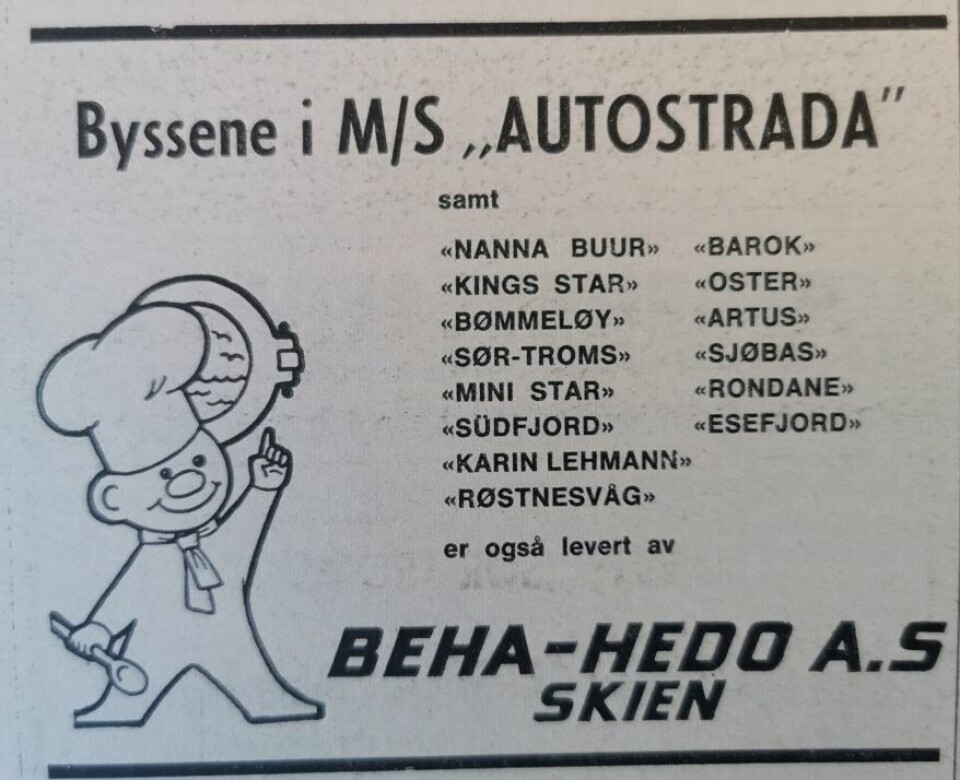 Byssene i M/S „AUTOSTRADA”
samt
«NANNA BUUR» «BAROK»
«KINGS STAR» «OSTER»
«BØMMELØY» «ARTUS»
«SØR-TROMS» «SJØBAS»
«MINI STAR» «RONDANE»
«SÜDFJORD» «ESEFJORD»
«KARIN LEHMANN»
«RØSTNESVÅG»
er også levert av
BEHA-HEDO A.S
SKIEN